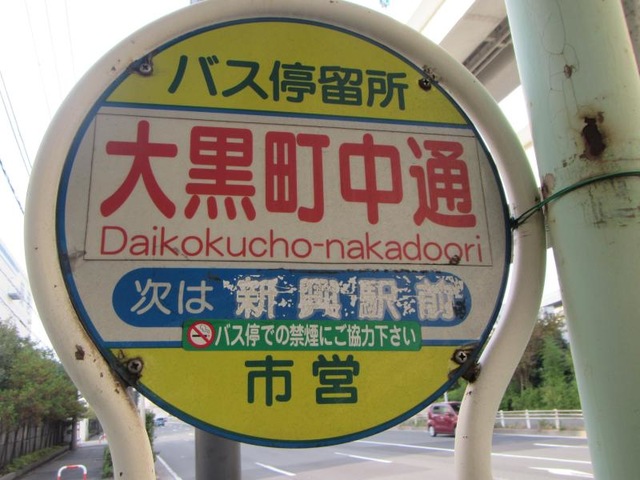 バス停留所
大黒町中通
Daikokucho-nakadoori
次は 新興駅前
バス停での禁煙にご協力下さい
市営